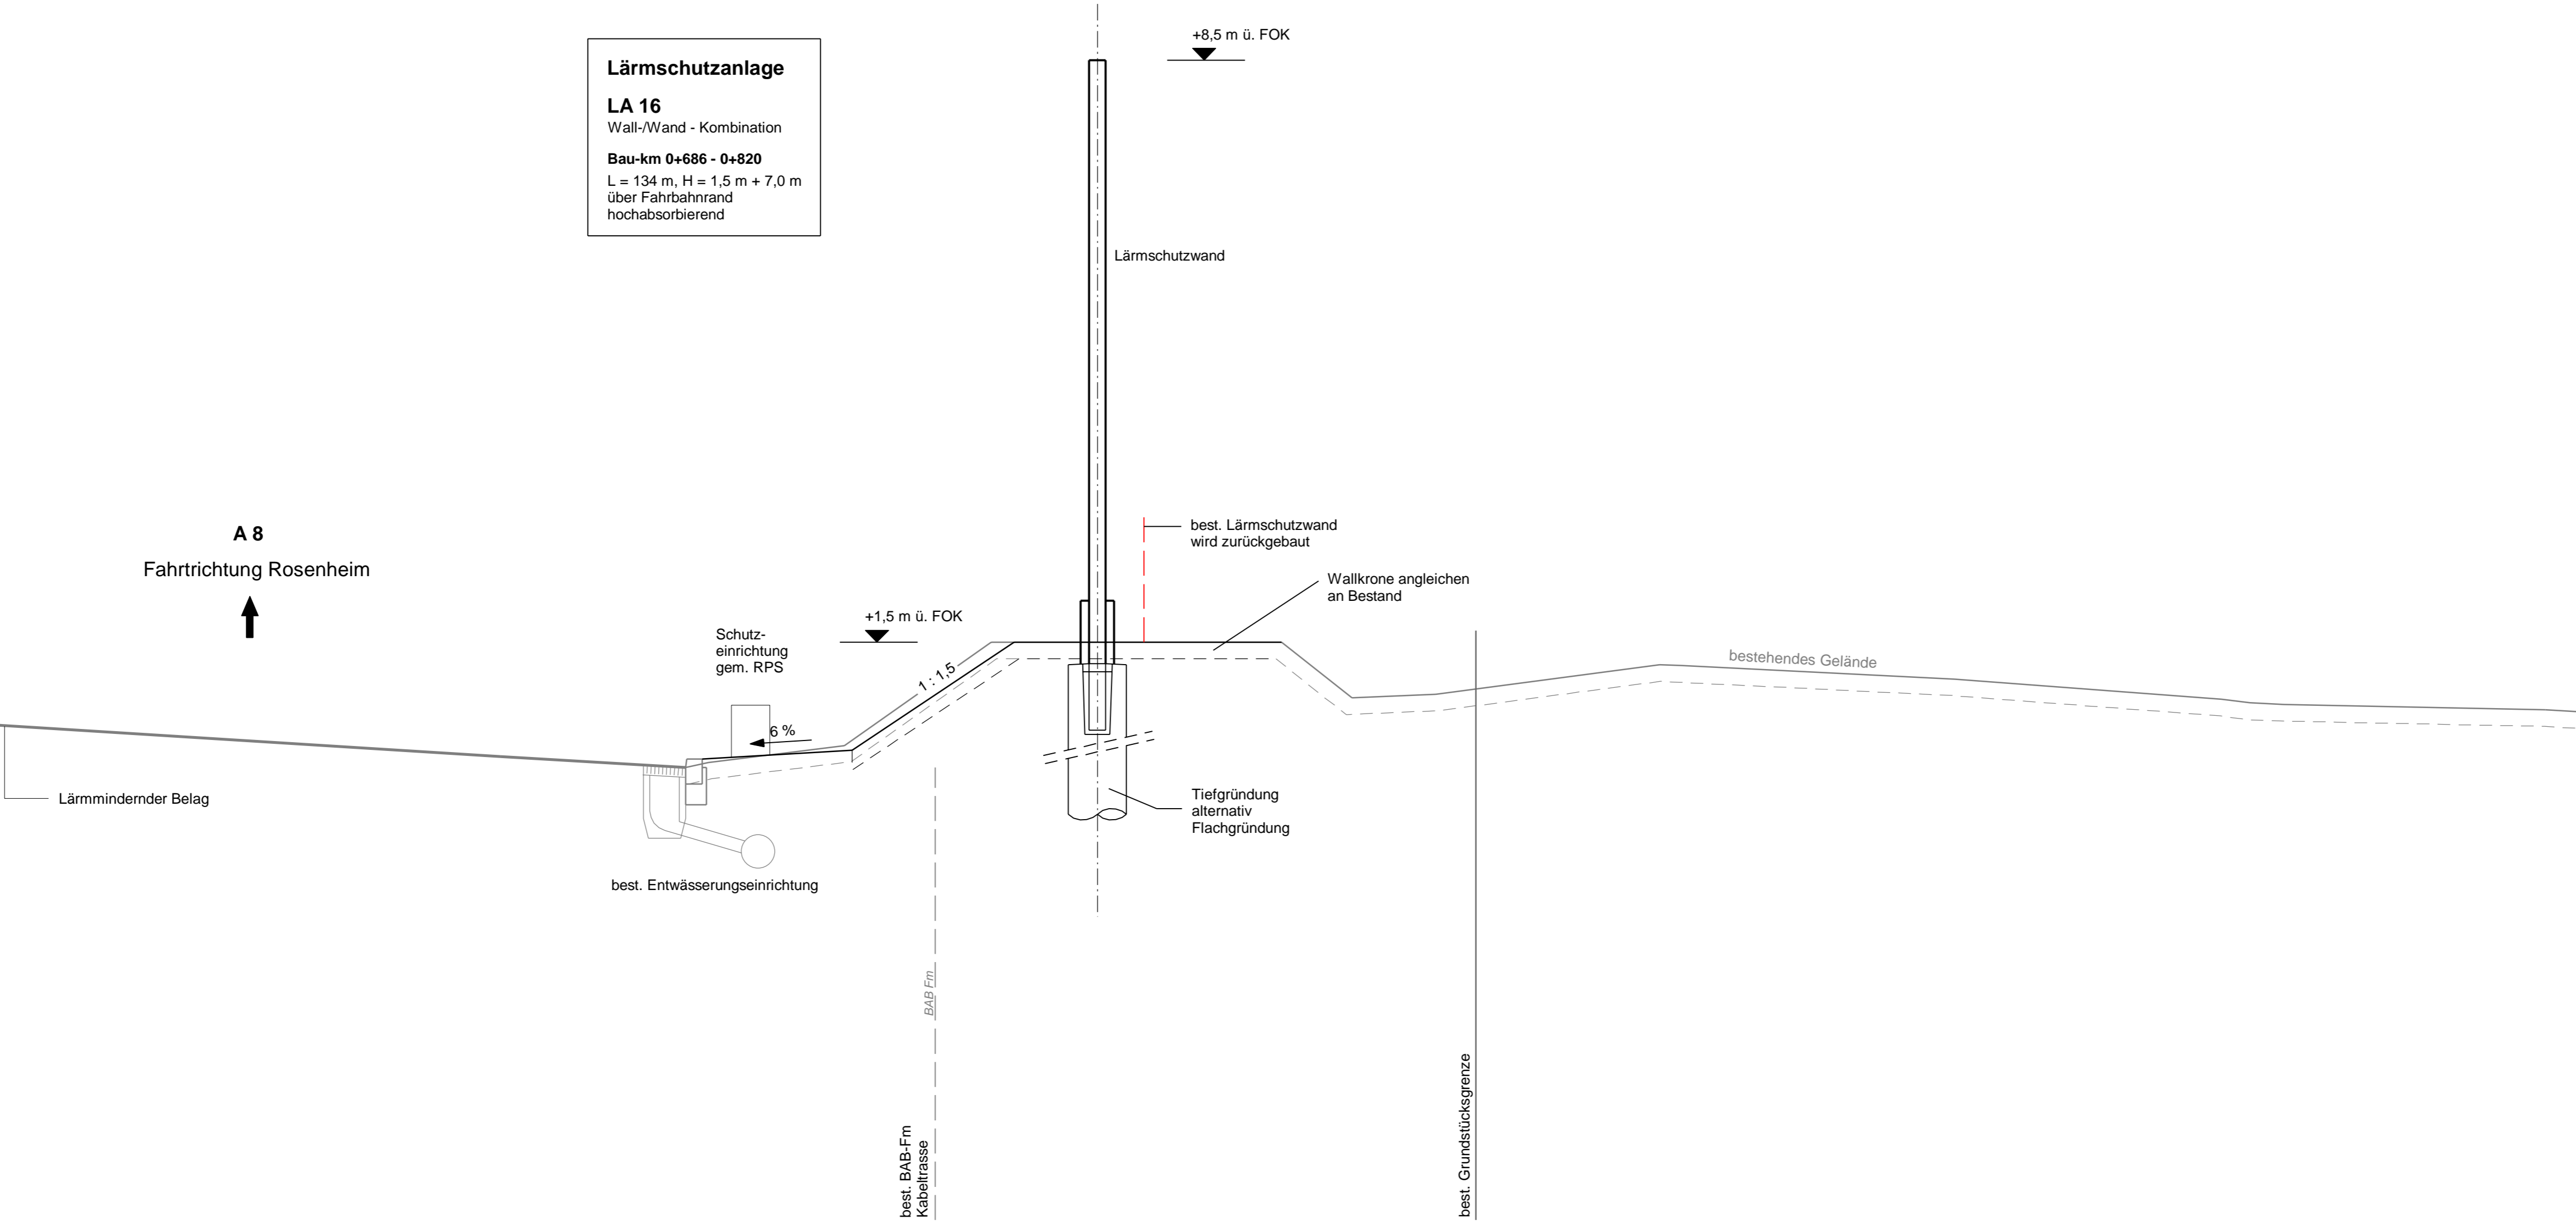 +8,5 m ü. FOK
Lärmschutzanlage
LA 16
Wall-/Wand - Kombination
Bau-km 0+686 - 0+820
L = 134 m, H = 1,5 m + 7,0 m
über Fahrbahnrand
hochabsorbierend
Lärmschutzwand
A 8
Fahrtrichtung Rosenheim
best. Lärmschutzwand
wird zurückgebaut
Wallkrone angleichen
an Bestand
+1,5 m ü. FOK
Schutz-
einrichtung
gem. RPS
1 : 1,5
6 %
bestehendes Gelände
Lärmmindernder Belag
Tiefgründung
alternativ
Flachgründung
best. Entwässerungseinrichtung
BAB Fm
best. BAB-Fm
Kabeltrasse
best. Grundstücksgrenze